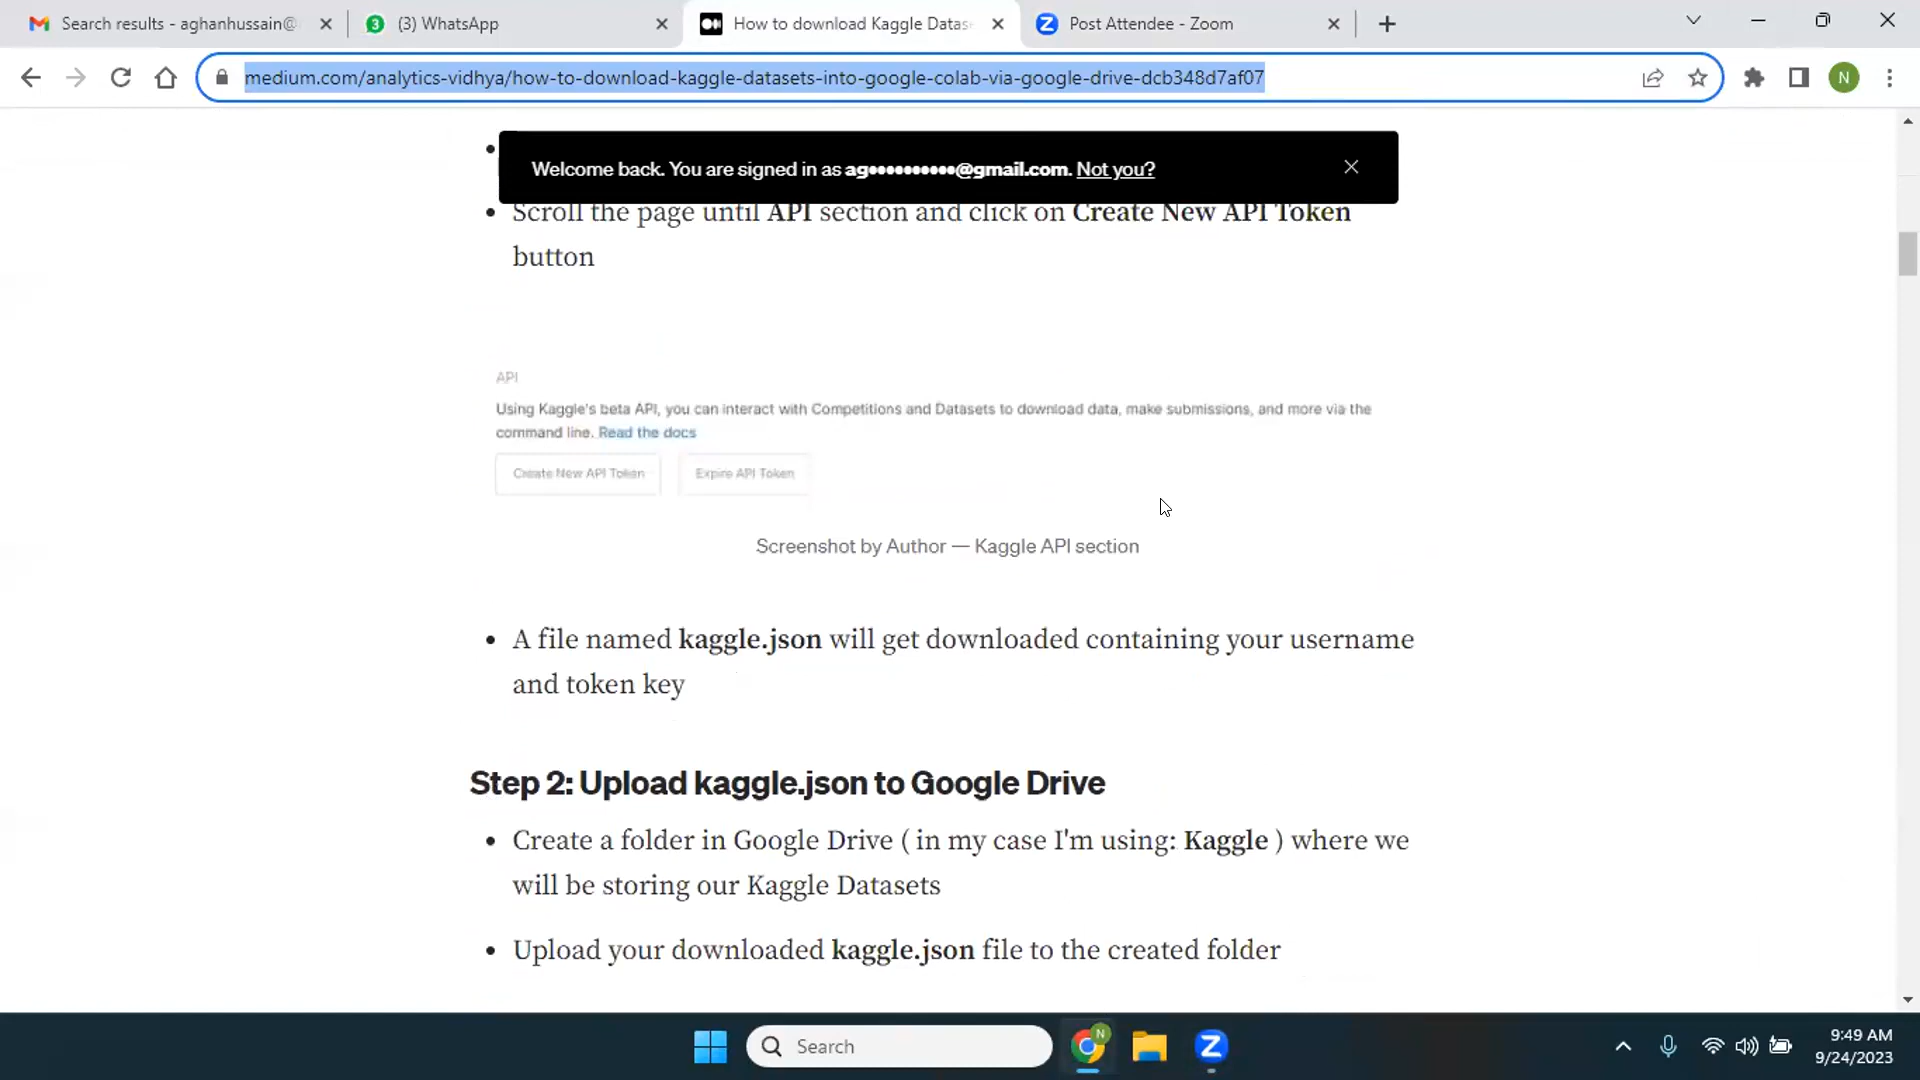 Search results - aghanhussain@
3
(3) WhatsApp
How to download Kaggle Datas
Z
Post Attendee - Zoom
medium.com/analytics-vidhya/how-to-download-kaggle-datasets-into-google-colab-via-google-drive-dcb348d7af07
N
Welcome back. You are signed in as ag••••••••••@gmail.com. Not you?
• Scroll the page until API section and click on Create New API Token
button
API
Using Kaggle's beta API, you can interact with Competitions and Datasets to download data, make submissions, and more via the
command line. Read the docs
Create New API Token
Expire API Token
Screenshot by Author — Kaggle API section
• A file named kaggle.json will get downloaded containing your username
and token key
Step 2: Upload kaggle.json to Google Drive
• Create a folder in Google Drive ( in my case I'm using: Kaggle ) where we
will be storing our Kaggle Datasets
• Upload your downloaded kaggle.json file to the created folder
Search
N
Z
9:49 AM
9/24/2023